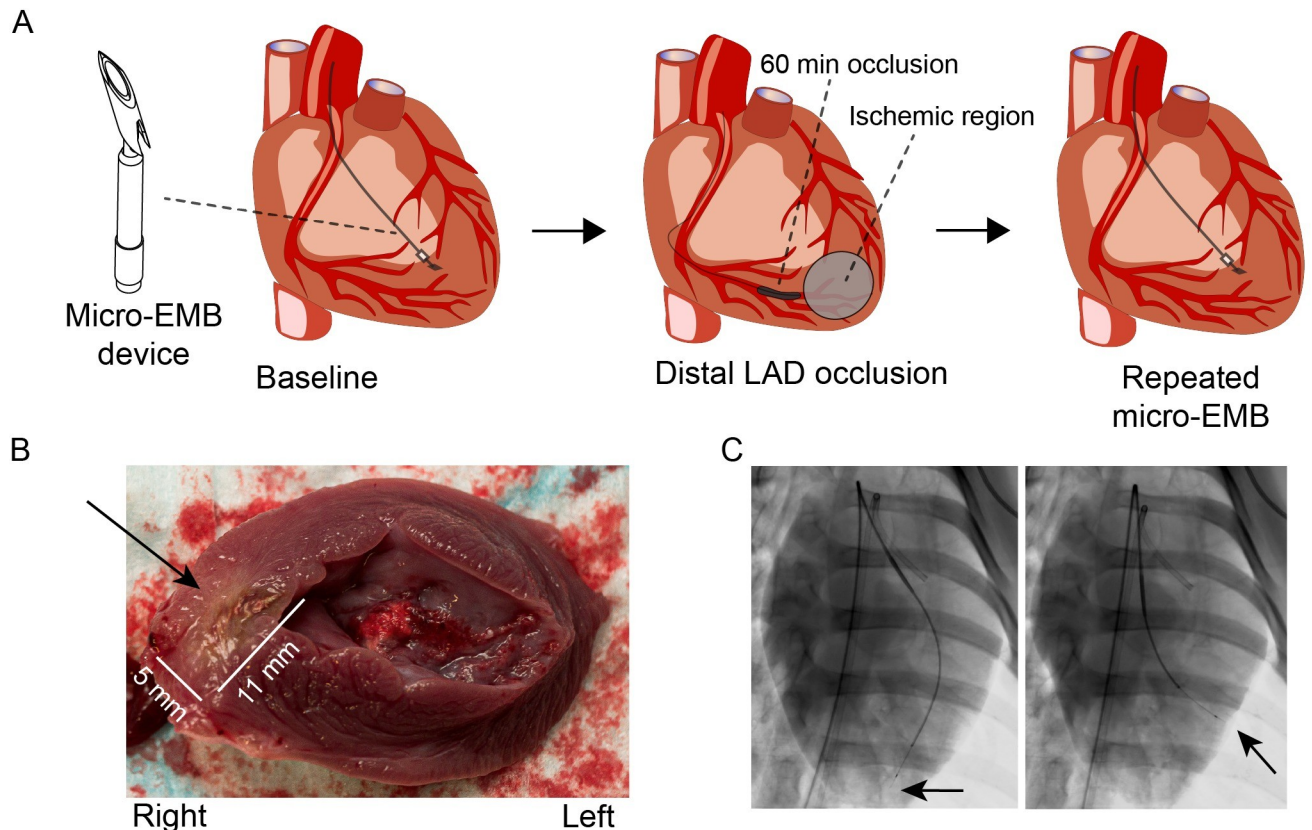 A
60 min occlusion
Ischemic region
Micro-EMB
device
Baseline
Distal LAD occlusion
Repeated
micro-EMB
B
5 mm
11 mm
Right
Left
C